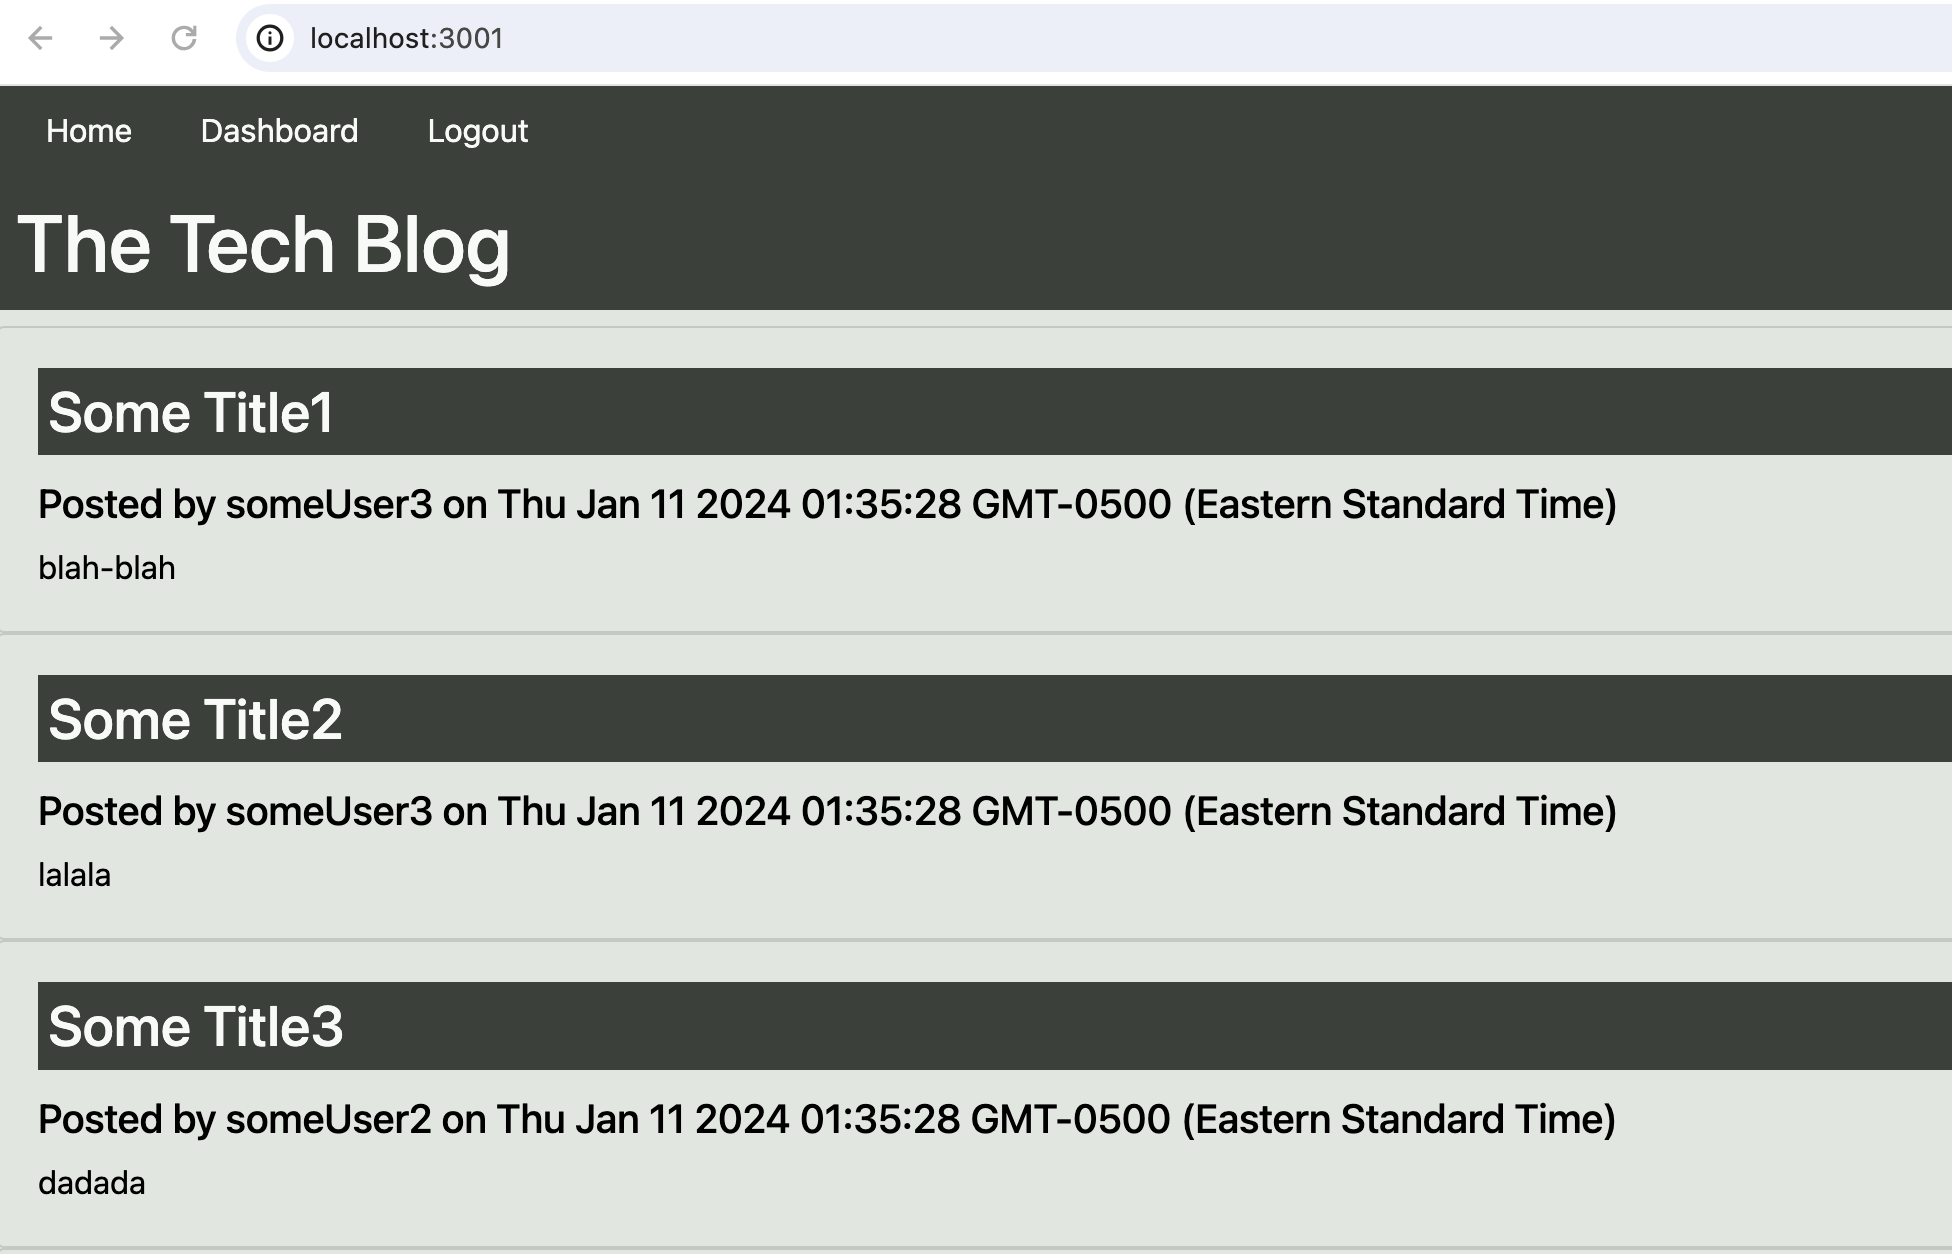 localhost:3001
Home Dashboard Logout
The Tech Blog
Some Title1
Posted by someUser3 on Thu Jan 11 2024 01:35:28 GMT-0500 (Eastern Standard Time)
blah-blah
Some Title2
Posted by someUser3 on Thu Jan 11 2024 01:35:28 GMT-0500 (Eastern Standard Time)
lalala
Some Title3
Posted by someUser2 on Thu Jan 11 2024 01:35:28 GMT-0500 (Eastern Standard Time)
dadada